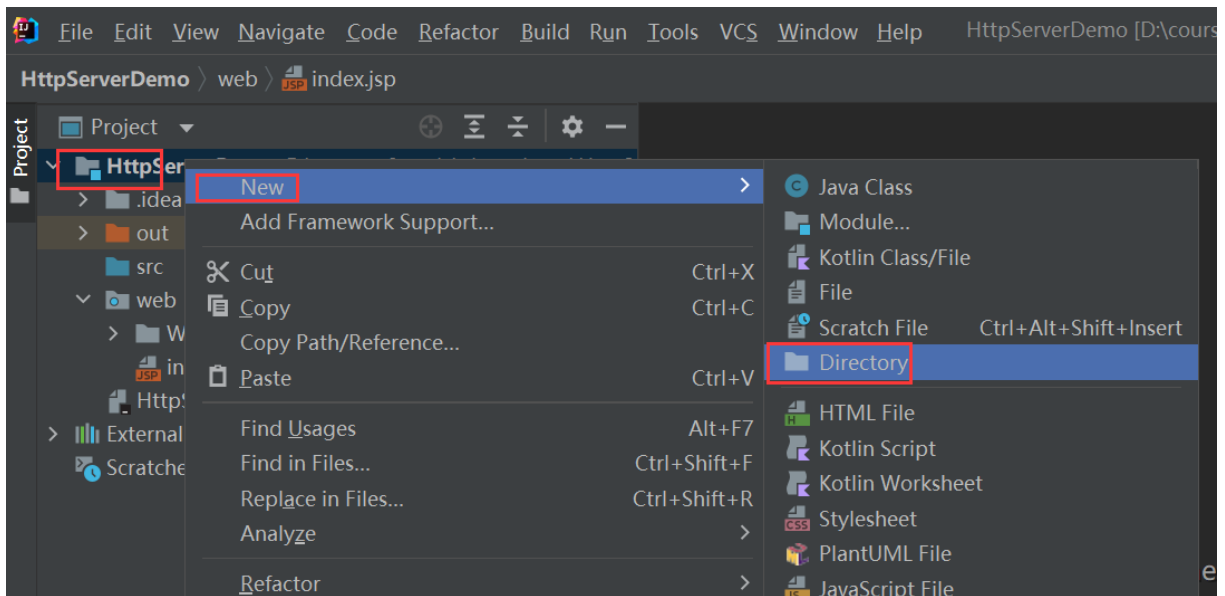 File Edit View Navigate Code Refactor Build Run Tools VCS Window Help HttpServerDemo [D:\cours
HttpServerDemo 〉 web 〉 index.jsp
Project
Project
HttpSer
.idea
out
src
web
W
in
Http
External
Scratche
New
Add Framework Support...
Cut Ctrl+X
Copy Ctrl+C
Copy Path/Reference...
Paste Ctrl+V
Find Usages Alt+F7
Find in Files... Ctrl+Shift+F
Replace in Files... Ctrl+Shift+R
Analyze
Refactor
Java Class
Module...
Kotlin Class/File
File
Scratch File Ctrl+Alt+Shift+Insert
Directory
HTML File
Kotlin Script
Kotlin Worksheet
Stylesheet
PlantUML File
JavaScript File
e